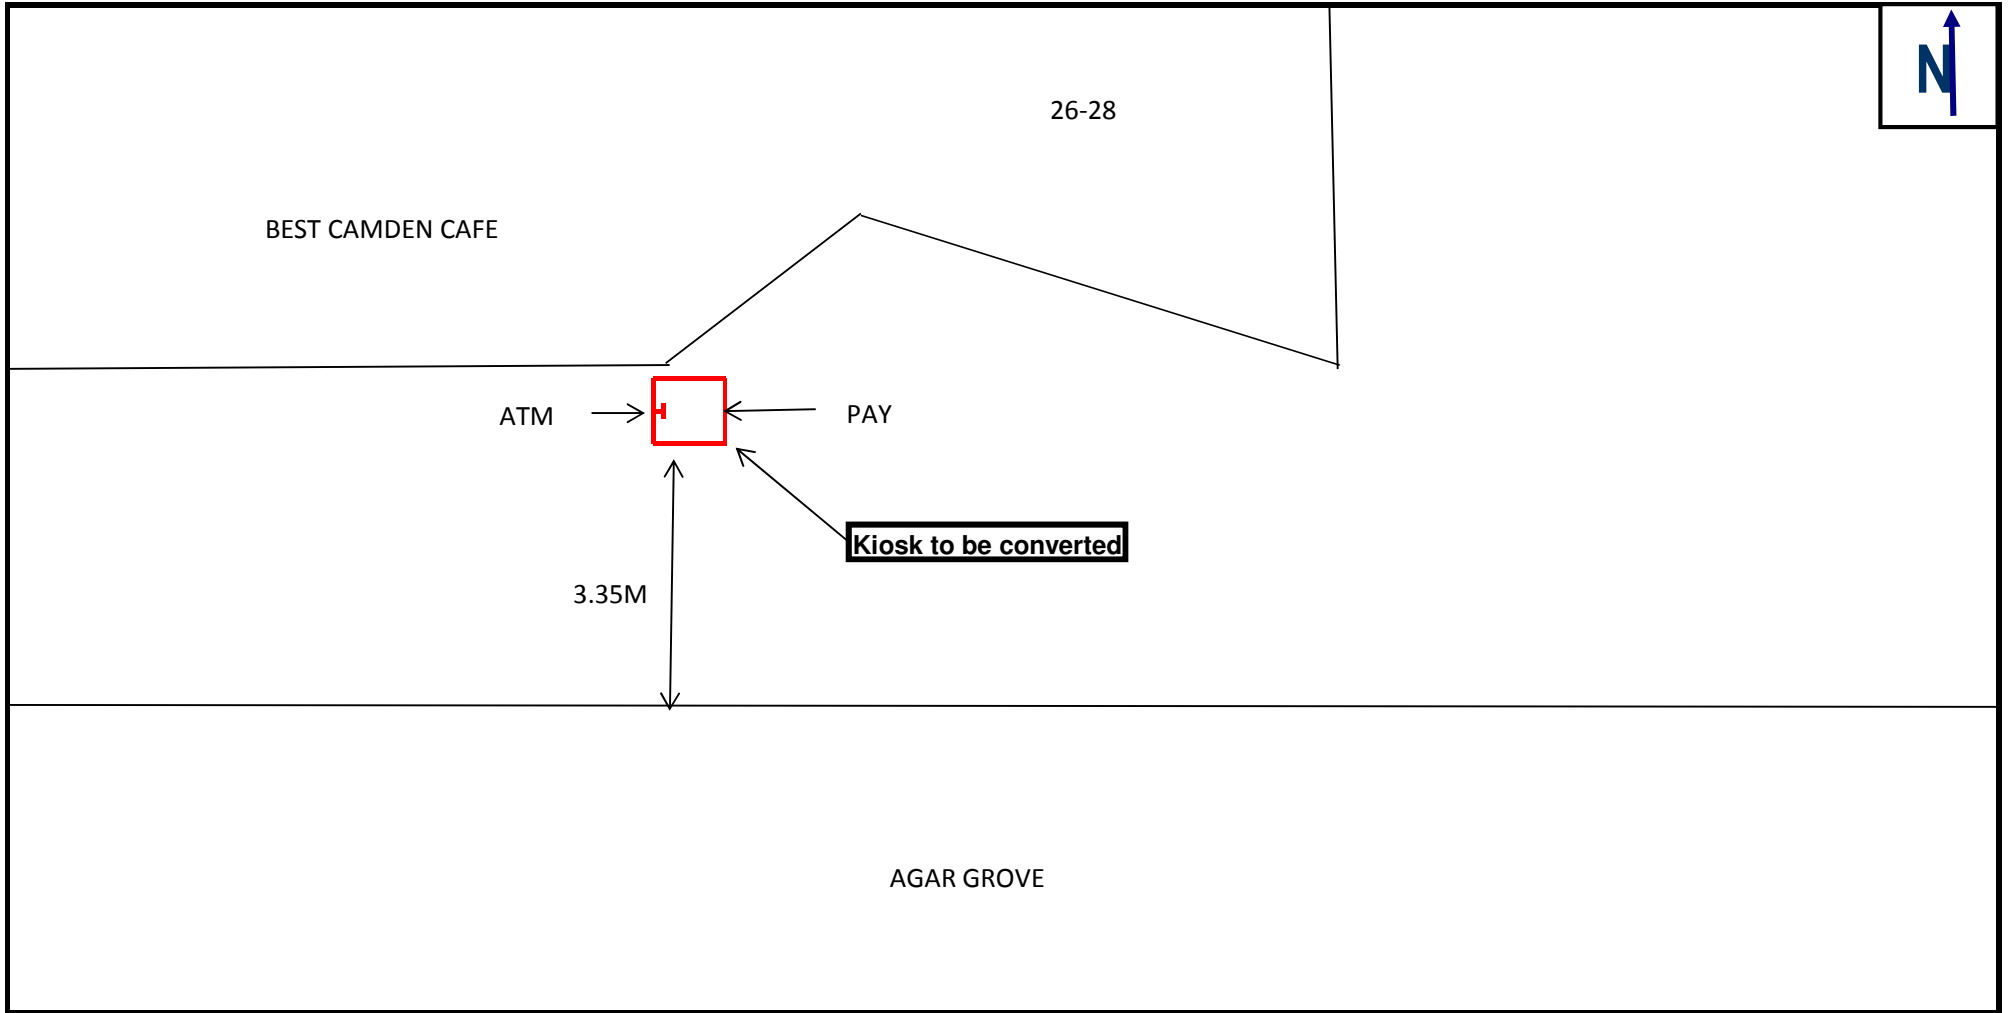 N
26-28
BEST CAMDEN CAFE
ATM
PAY
Kiosk to be converted
3.35M
AGAR GROVE